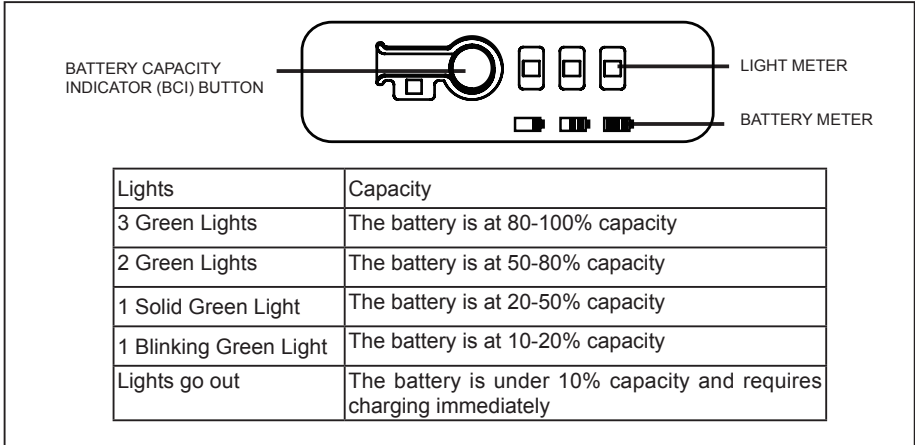 BATTERY CAPACITY
INDICATOR (BCI) BUTTON
LIGHT METER
BATTERY METER
Lights Capacity
3 Green Lights The battery is at 80-100% capacity
2 Green Lights The battery is at 50-80% capacity
1 Solid Green Light The battery is at 20-50% capacity
1 Blinking Green Light The battery is at 10-20% capacity
Lights go out The battery is under 10% capacity and requires
charging immediately